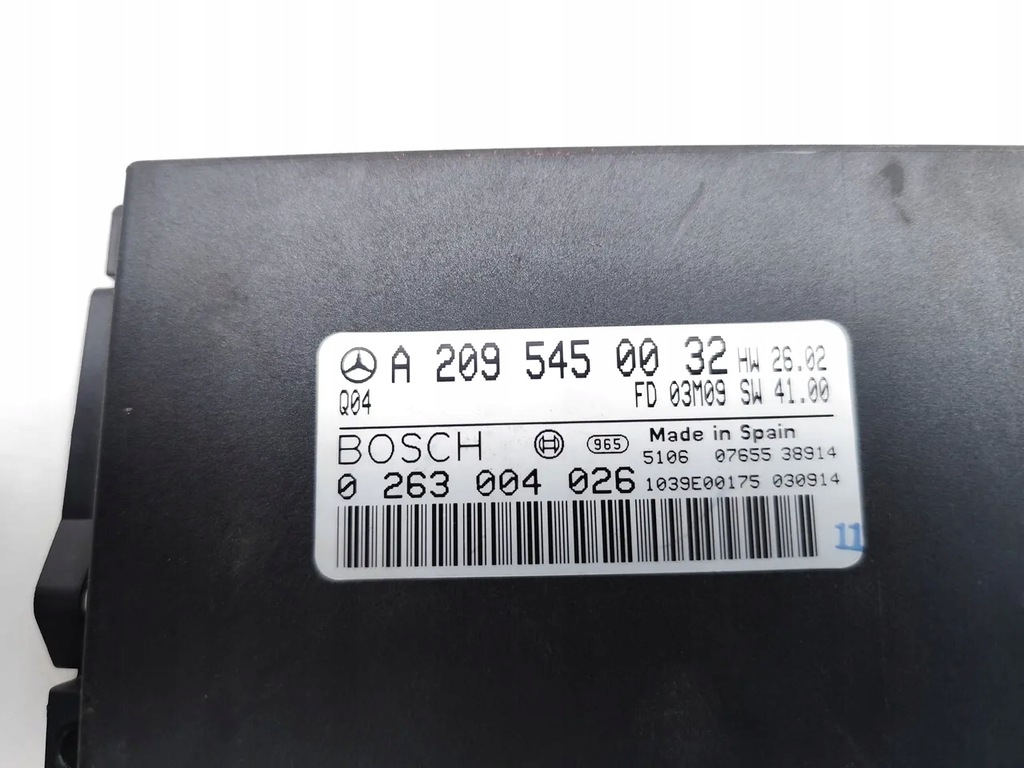 A 209 545 00 32 HW 26.02
Q04 FD 03M09 SW 41.00
BOSCH 965 Made in Spain
5106 07655 38914
0 263 004 026 1039E00175 030914
11